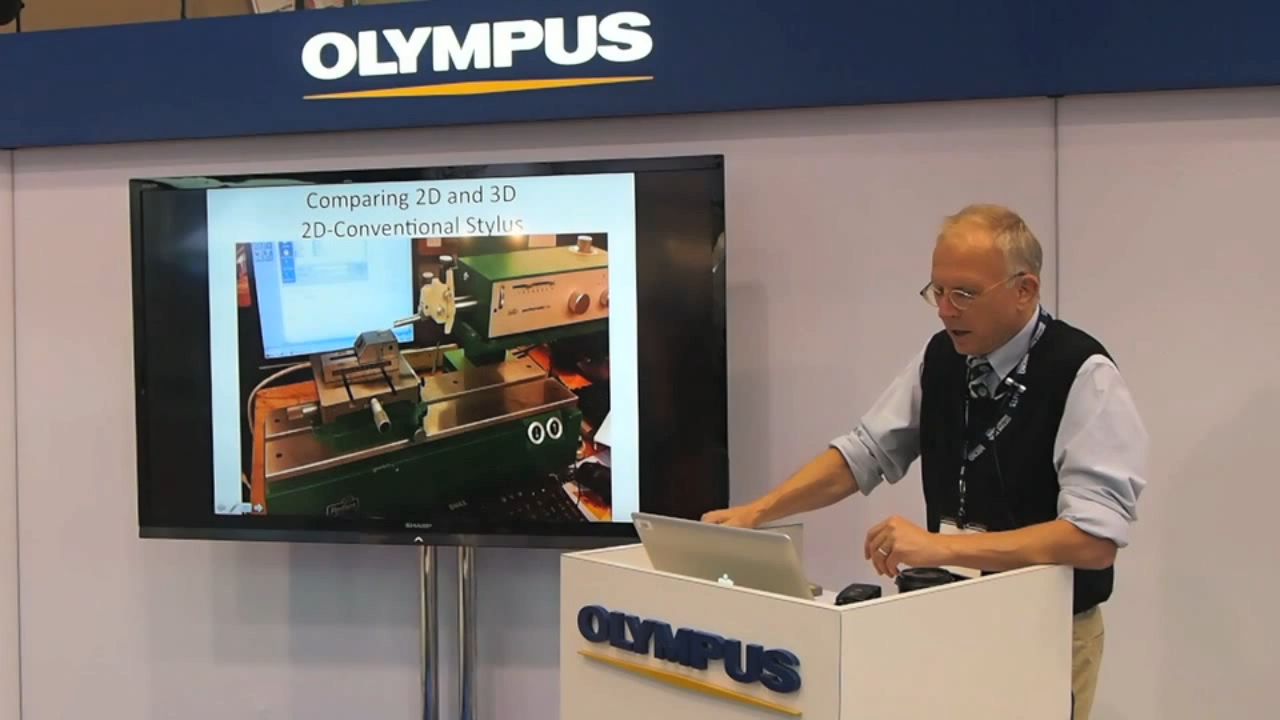 OLYMPUS
Comparing 2D and 3D
2D-Conventional Stylus
SHARP
OLYMPUS